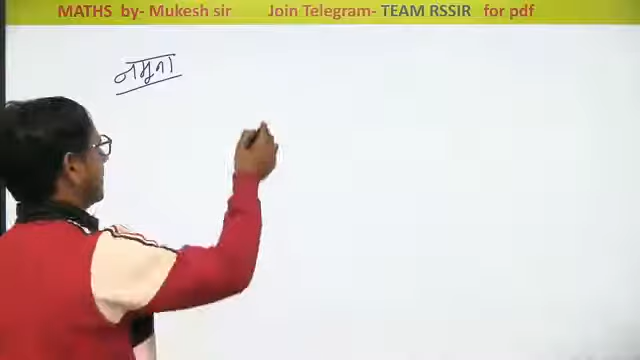 MATHS by- Mukesh sir Join Telegram- TEAM RSSIR for pdf
नमूना